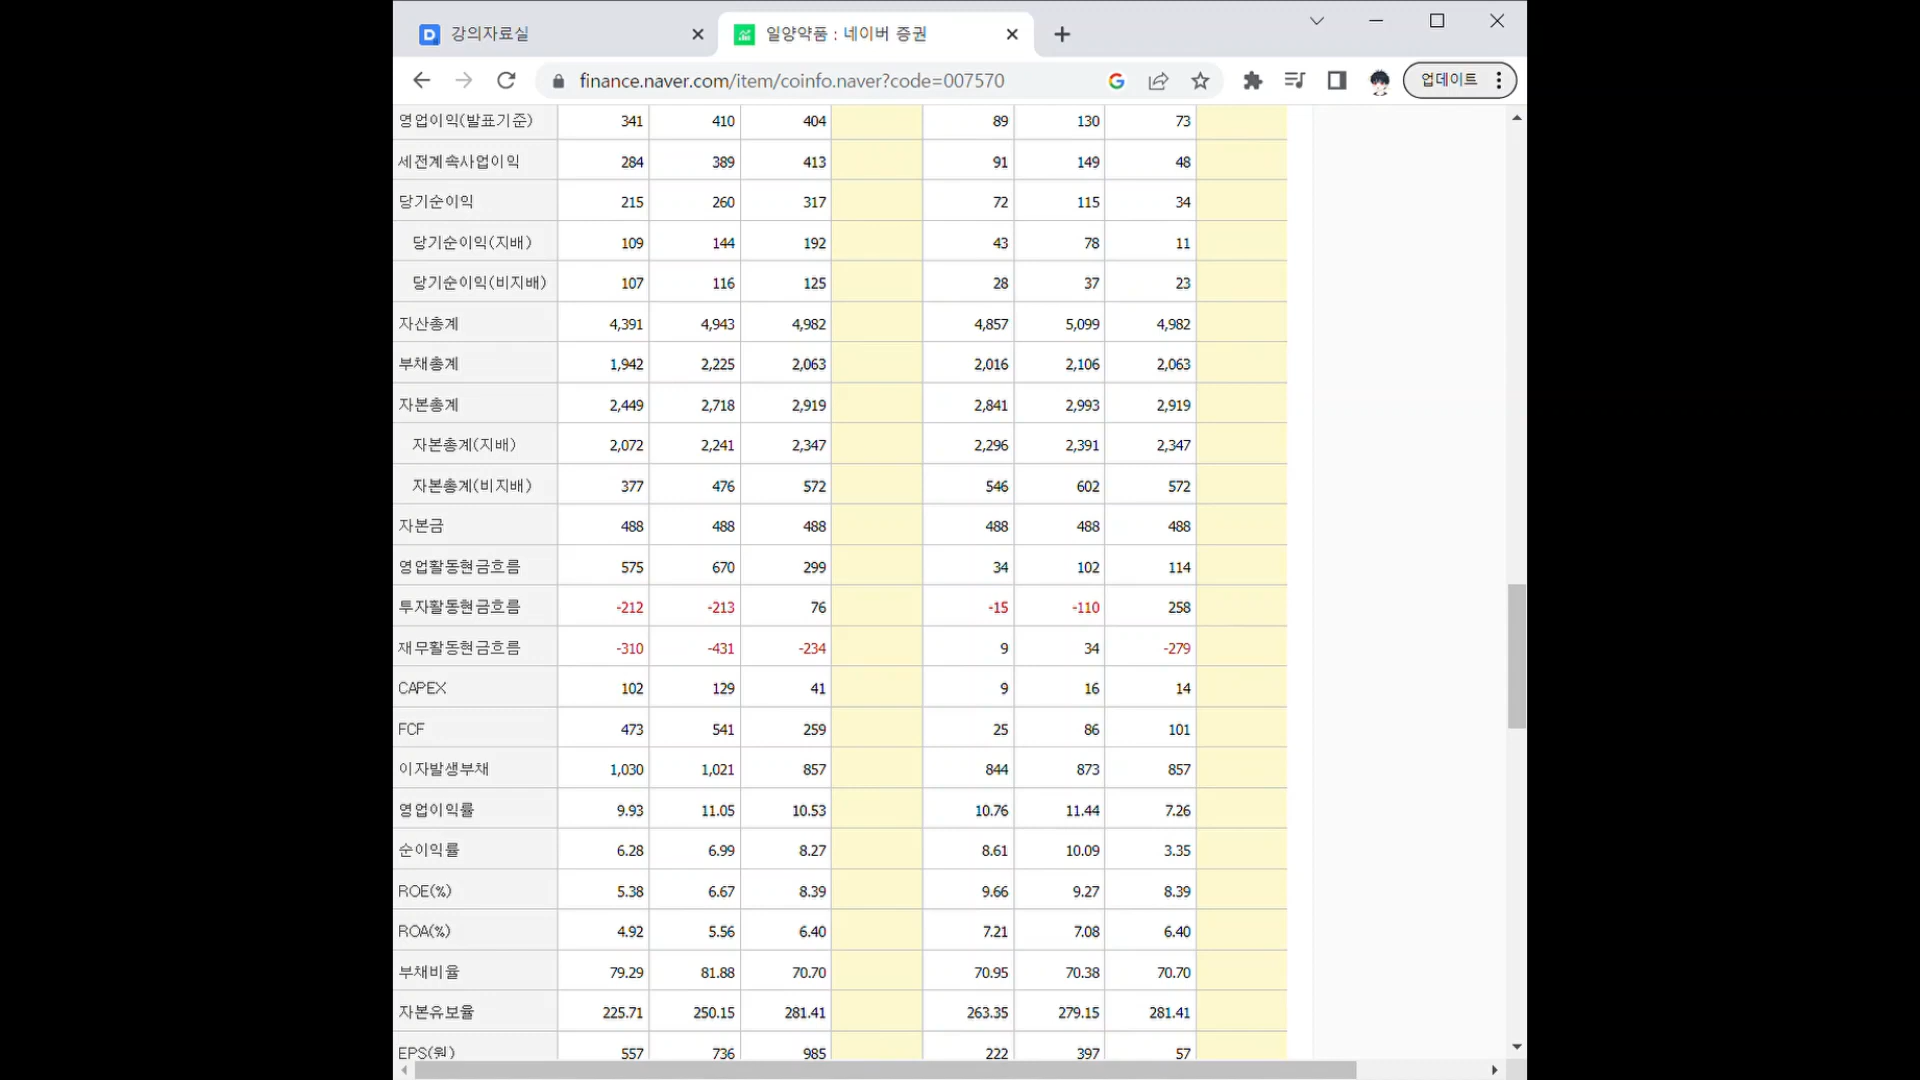 강의자료실
일양약품 : 네이버 증권
finance.naver.com/item/coinfo.naver?code=007570
업데이트
영업이익(발표기준) 341 410 404 89 130 73
세전계속사업이익 284 389 413 91 149 48
당기순이익 215 260 317 72 115 34
당기순이익(지배) 109 144 192 43 78 11
당기순이익(비지배) 107 116 125 28 37 23
자산총계 4,391 4,943 4,982 4,857 5,099 4,982
부채총계 1,942 2,225 2,063 2,016 2,106 2,063
자본총계 2,449 2,718 2,919 2,841 2,993 2,919
자본총계(지배) 2,072 2,241 2,347 2,296 2,391 2,347
자본총계(비지배) 377 476 572 546 602 572
자본금 488 488 488 488 488 488
영업활동현금흐름 575 670 299 34 102 114
투자활동현금흐름 -212 -213 76 -15 -110 258
재무활동현금흐름 -310 -431 -234 9 34 -279
CAPEX 102 129 41 9 16 14
FCF 473 541 259 25 86 101
이자발생부채 1,030 1,021 857 844 873 857
영업이익률 9.93 11.05 10.53 10.76 11.44 7.26
순이익률 6.28 6.99 8.27 8.61 10.09 3.35
ROE(%) 5.38 6.67 8.39 9.66 9.27 8.39
ROA(%) 4.92 5.56 6.40 7.21 7.08 6.40
부채비율 79.29 81.88 70.70 70.95 70.38 70.70
자본유보율 225.71 250.15 281.41 263.35 279.15 281.41
EPS(원) 557 736 985 222 397 57